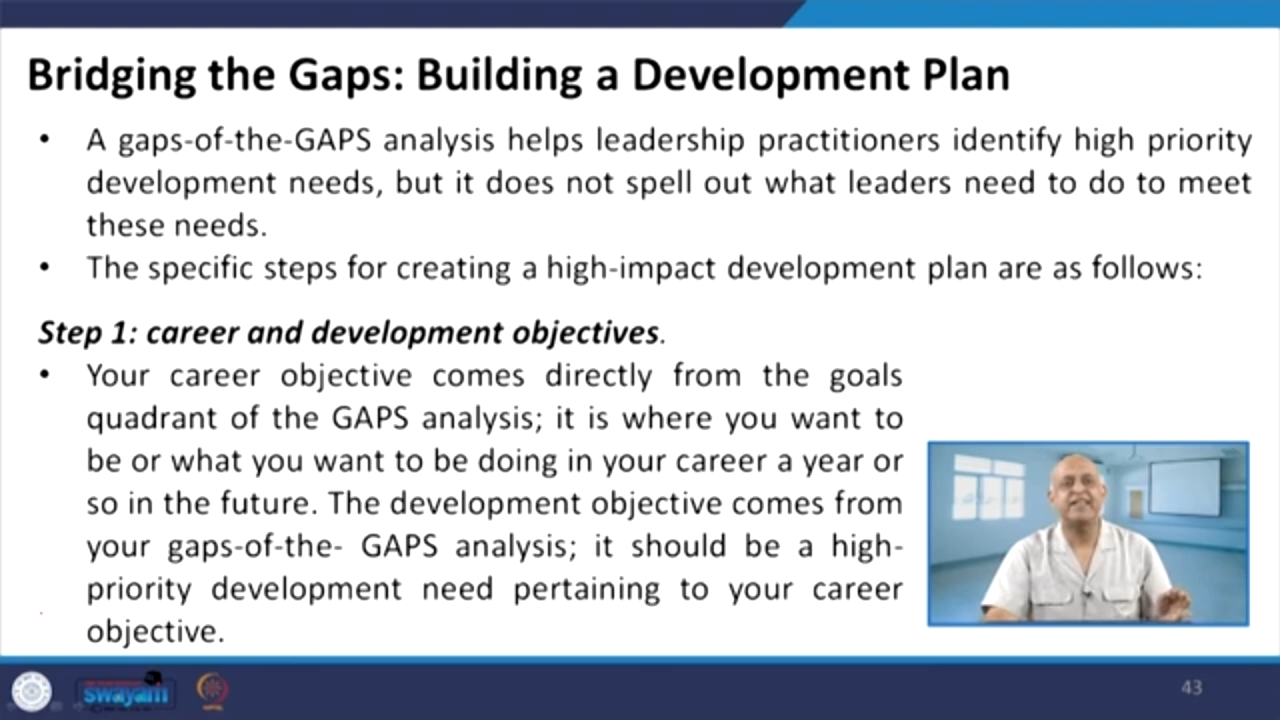 Bridging the Gaps: Building a Development Plan
• A gaps-of-the-GAPS analysis helps leadership practitioners identify high priority
development needs, but it does not spell out what leaders need to do to meet
these needs.
• The specific steps for creating a high-impact development plan are as follows:
Step 1: career and development objectives.
• Your career objective comes directly from the goals
quadrant of the GAPS analysis; it is where you want to
be or what you want to be doing in your career a year or
so in the future. The development objective comes from
your gaps-of-the- GAPS analysis; it should be a high-
priority development need pertaining to your career
objective.
swayam
43